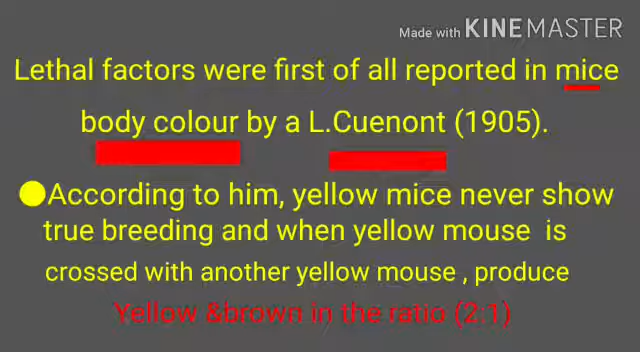 Made with KINEMASTER
Lethal factors were first of all reported in mice
body colour by a L.Cuenont (1905).
●According to him, yellow mice never show
true breeding and when yellow mouse is
crossed with another yellow mouse , produce
Yellow &brown in the ratio (2:1)